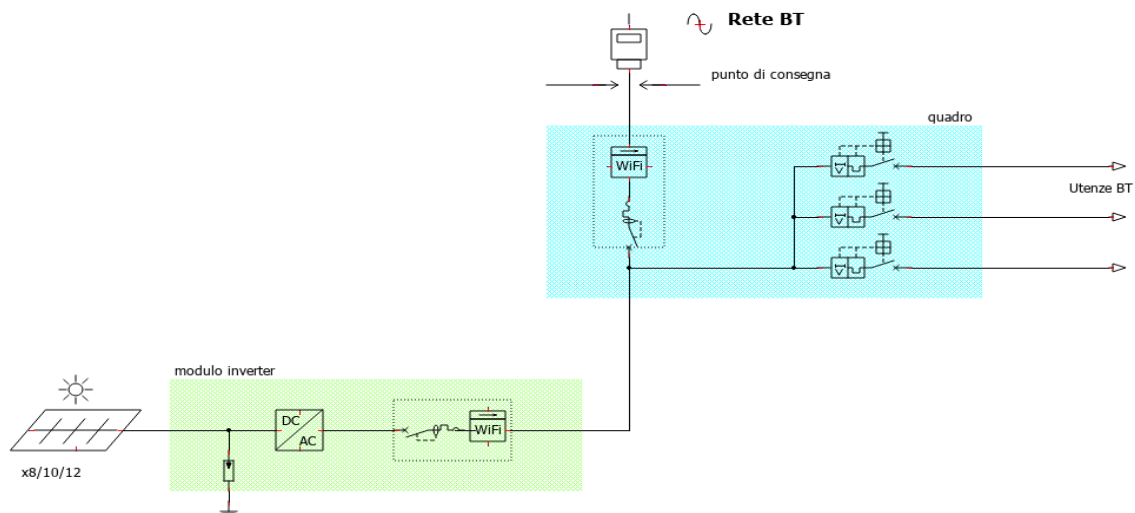 Rete BT
punto di consegna
quadro
WiFi
Utenze BT
modulo inverter
DC
AC
WiFi
x8/10/12